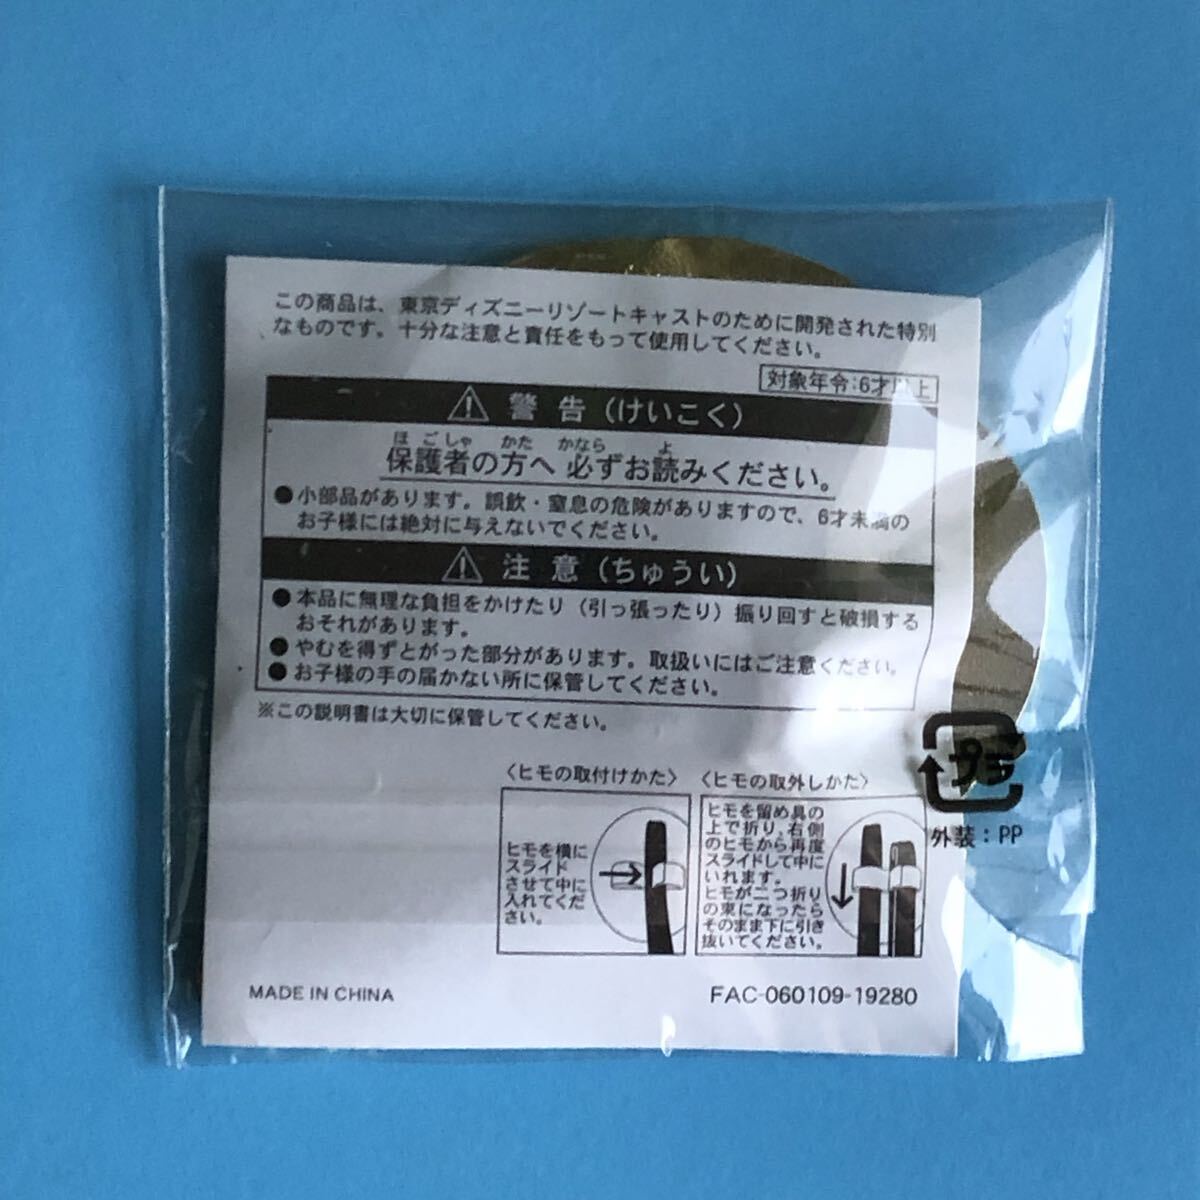 この商品は、東京ディズニーリゾートキャストのために開発された特別
なものです。十分な注意と責任をもって使用してください。
対象年令:6才以上
警告(けいこく)
ほごしゃ かた かなら よ
保護者の方へ 必ずお読みください。
●小部品があります。誤飲・窒息の危険がありますので、6才未満の
お子様には絶対に与えないでください。
注意(ちゅうい)
●本品に無理な負担をかけたり(引っ張ったり)振り回すと破損する
おそれがあります。
●やむを得ずとがった部分があります。取扱いにはご注意ください。
●お子様の手の届かない所に保管してください。
※この説明書は大切に保管してください。
〈ヒモの取付けかた〉
ヒモを横に
スライド
させて中に
入れてくだ
さい。
〈ヒモの取外しかた〉
ヒモを留め具の
上で折り、右側
のヒモから再度
スライドして中に
いれます。
ヒモが二つ折り
の束になったら
そのまま下に引き
抜いてください。
プラ
外装:PP
MADE IN CHINA
FAC-060109-19280